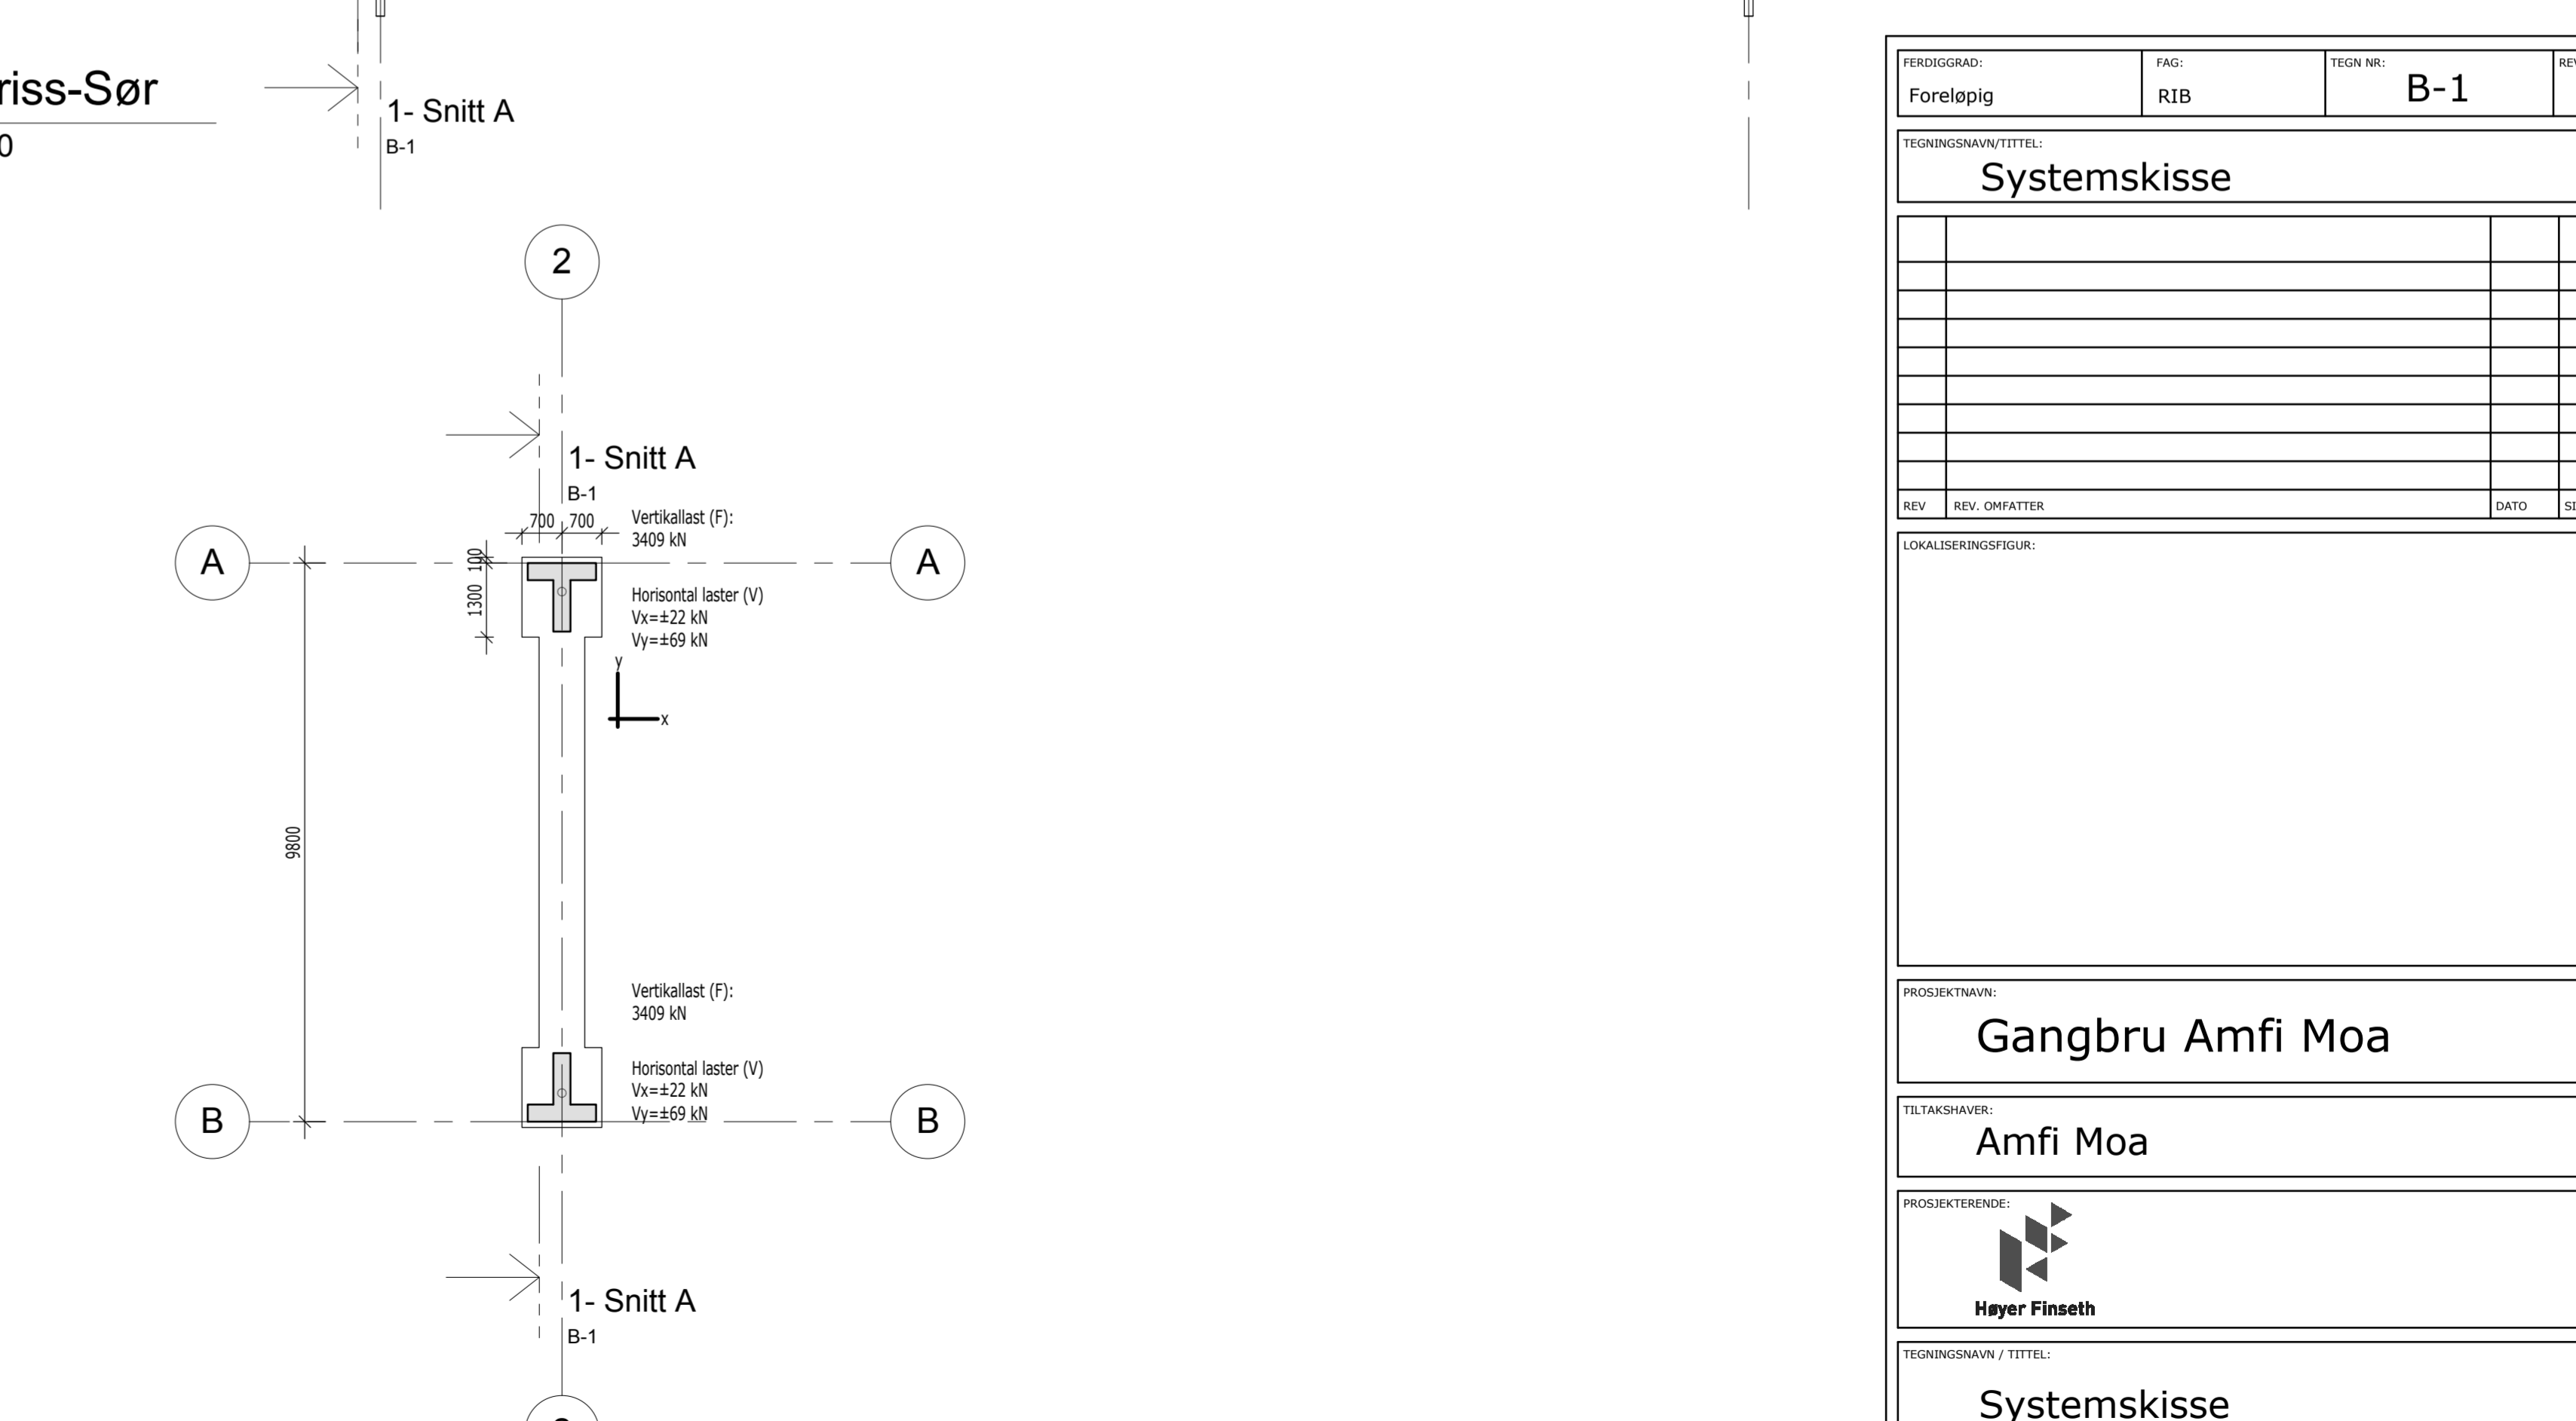 riss-Sør
0
1- Snitt A
B-1
2
1- Snitt A
B-1
700
700
Vertikallast (F):
3409 kN
A
100
1300
A
Horisontal laster (V)
Vx=±22 kN
Vy=±69 kN
y
x
9800
Vertikallast (F):
3409 kN
Horisontal laster (V)
Vx=±22 kN
Vy=±69 kN
B
B
1- Snitt A
B-1
FERDIGGRAD:
Foreløpig
FAG:
RIB
TEGN NR:
B-1
RE
TEGNINGSNAVN/TITTEL:
Systemskisse
REV
REV. OMFATTER
DATO
SI
LOKALISERINGSFIGUR:
PROSJEKTNAVN:
Gangbru Amfi Moa
TILTAKSHAVER:
Amfi Moa
PROSJEKTERENDE:
Høyer Finseth
TEGNINGSNAVN / TITTEL:
Systemskisse